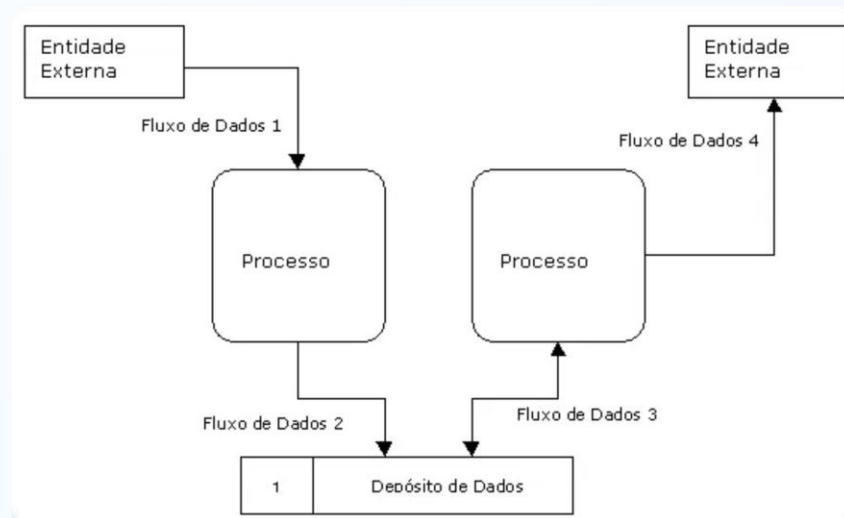 Entidade
Externa
Entidade
Externa
Fluxo de Dados 1
Fluxo de Dados 4
Processo
Processo
Fluxo de Dados 2
Fluxo de Dados 3
1
Depósito de Dados